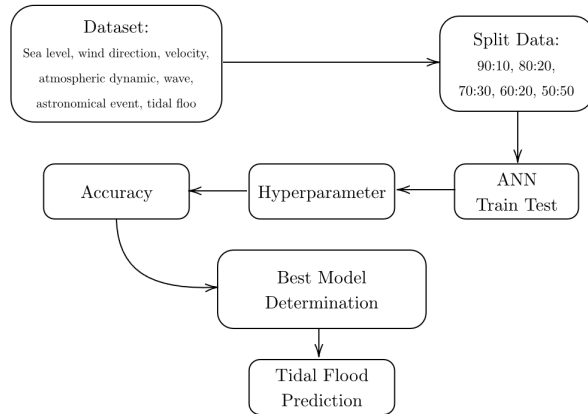 Dataset:
Sea level, wind direction, velocity,
atmospheric dynamic, wave,
astronomical event, tidal floo
Split Data:
90:10, 80:20,
70:30, 60:20, 50:50
ANN
Train Test
Hyperparameter
Accuracy
Best Model
Determination
Tidal Flood
Prediction